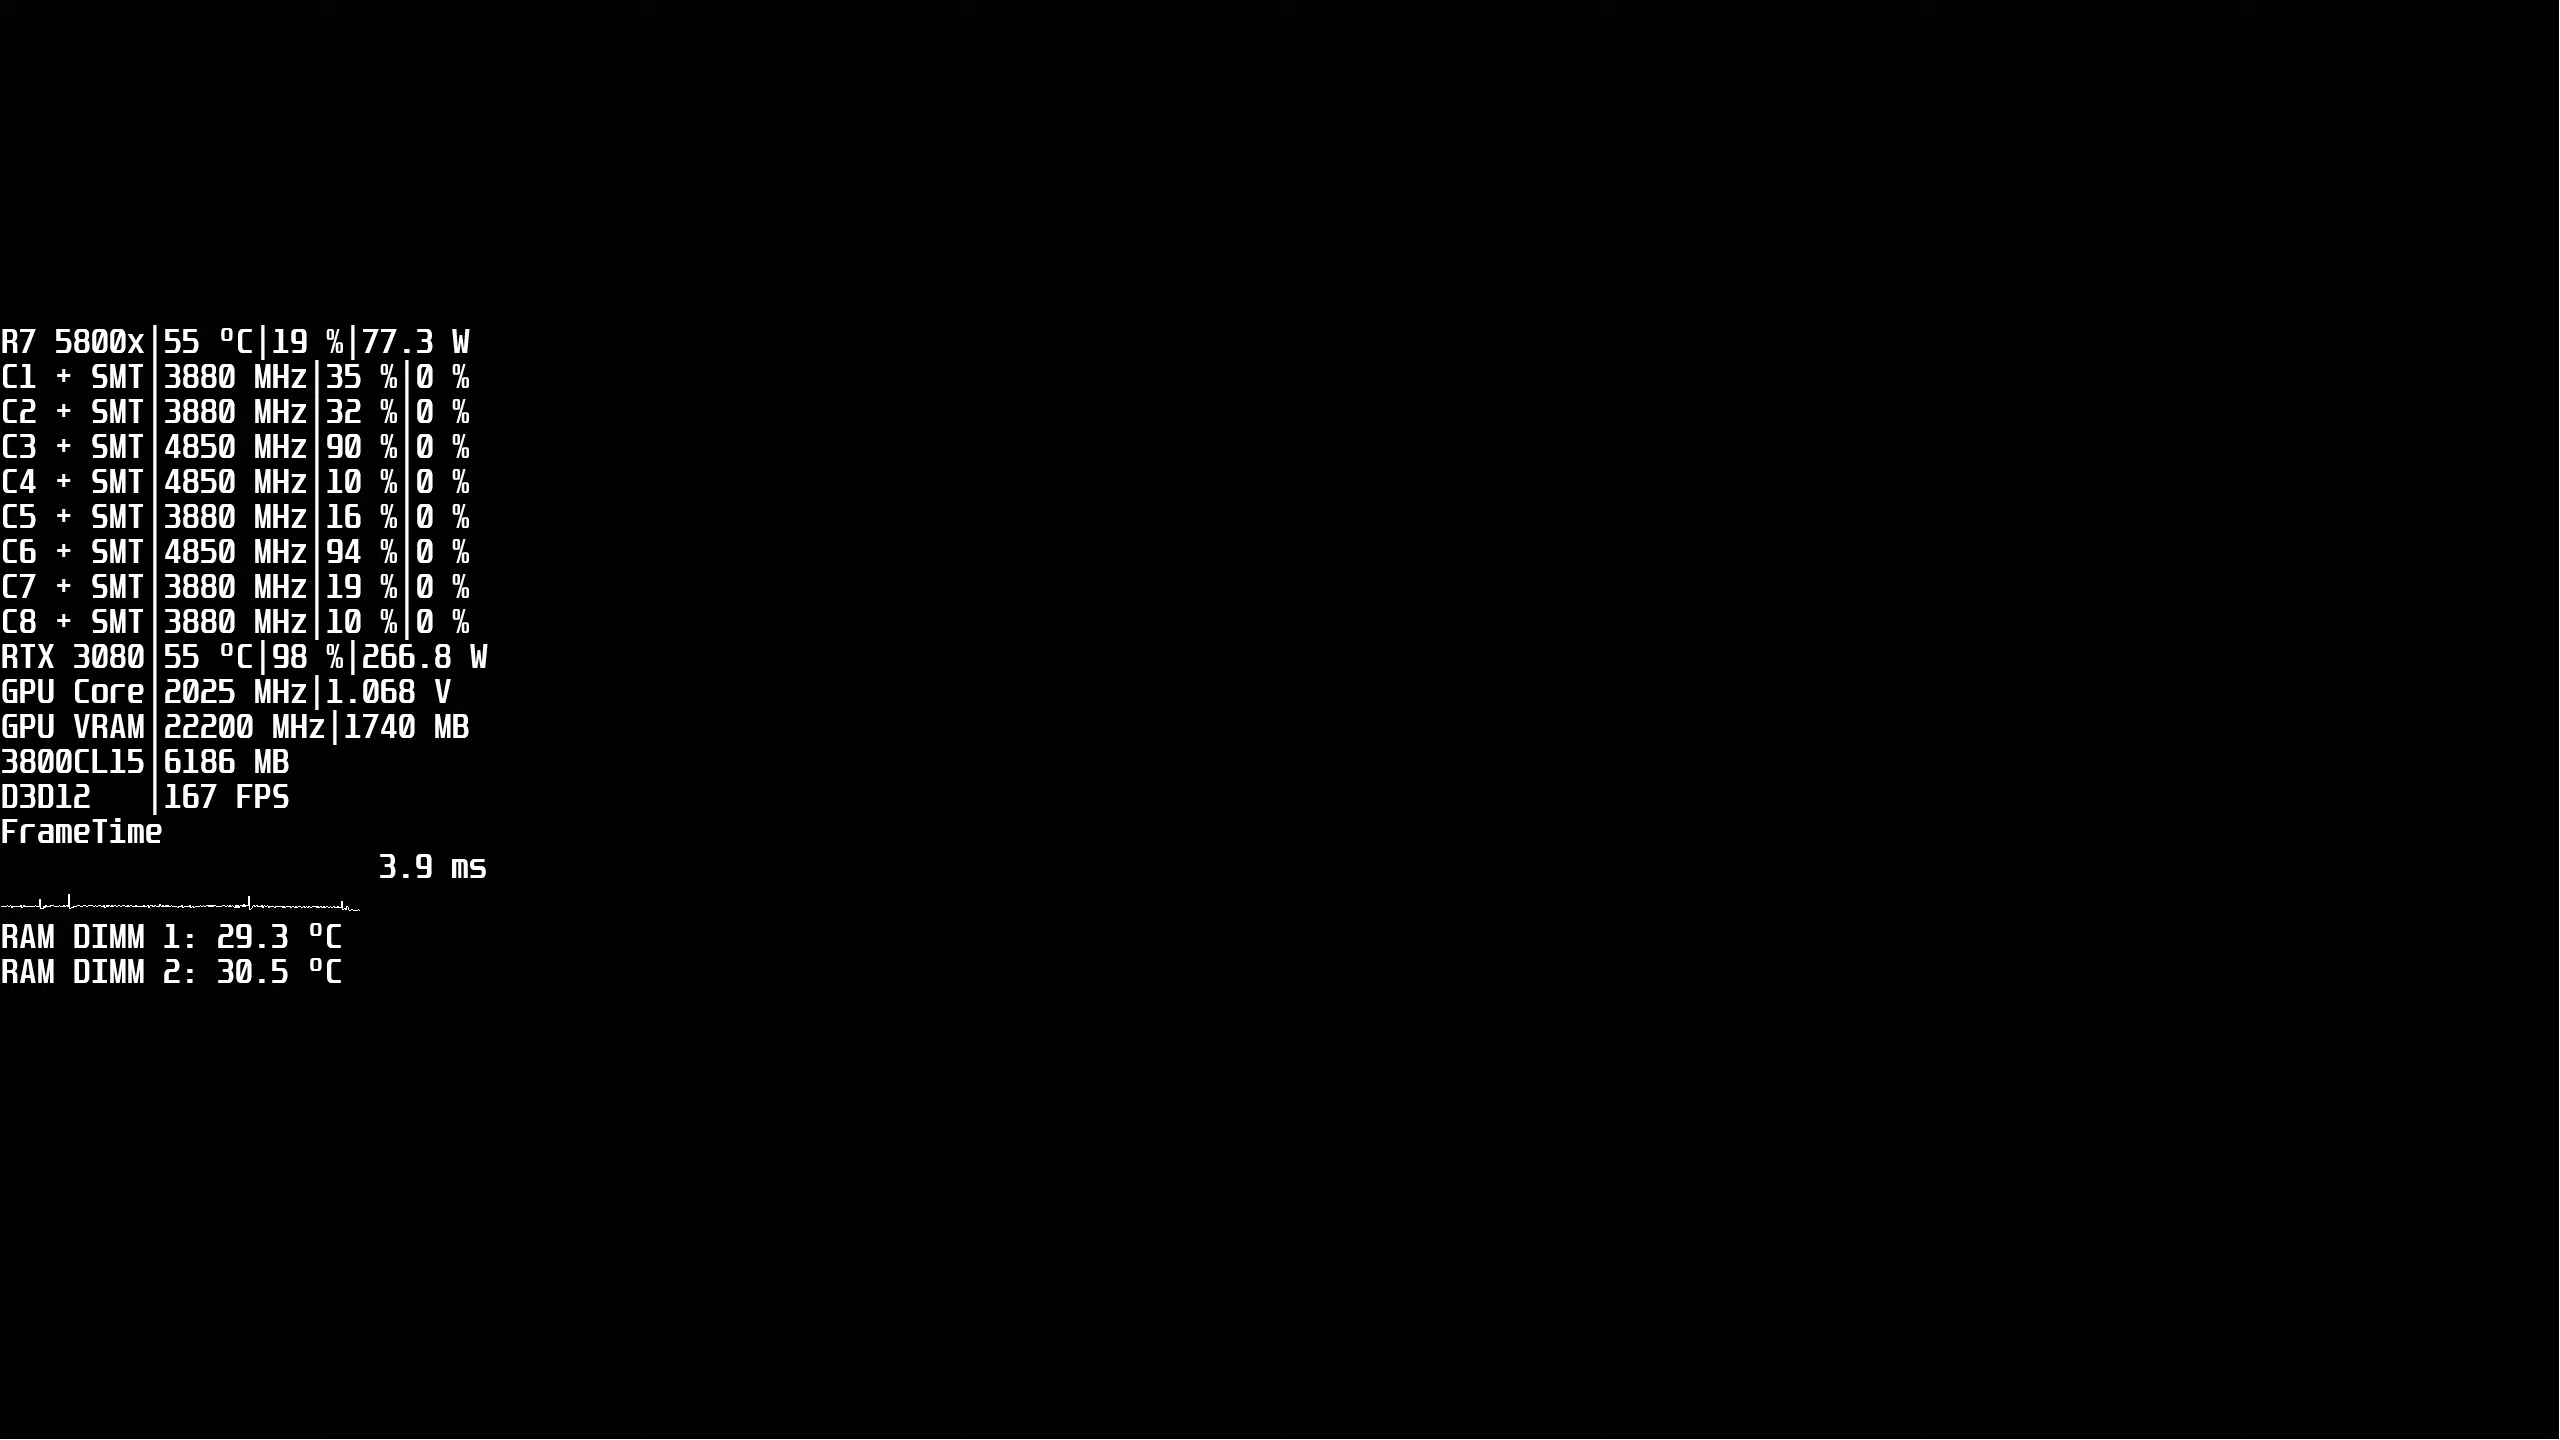 R7 5800x|55 ºC|19 %|77.3 W
C1 + SMT|3880 MHz|35 %|0 %
C2 + SMT|3880 MHz|32 %|0 %
C3 + SMT|4850 MHz|90 %|0 %
C4 + SMT|4850 MHz|10 %|0 %
C5 + SMT|3880 MHz|16 %|0 %
C6 + SMT|4850 MHz|94 %|0 %
C7 + SMT|3880 MHz|19 %|0 %
C8 + SMT|3880 MHz|10 %|0 %
RTX 3080|55 ºC|98 %|266.8 W
GPU Core|2025 MHz|1.068 V
GPU VRAM|22200 MHz|1740 MB
3800CL15|6186 MB
D3D12   |167 FPS
FrameTime
3.9 ms
RAM DIMM 1: 29.3 ºC
RAM DIMM 2: 30.5 ºC